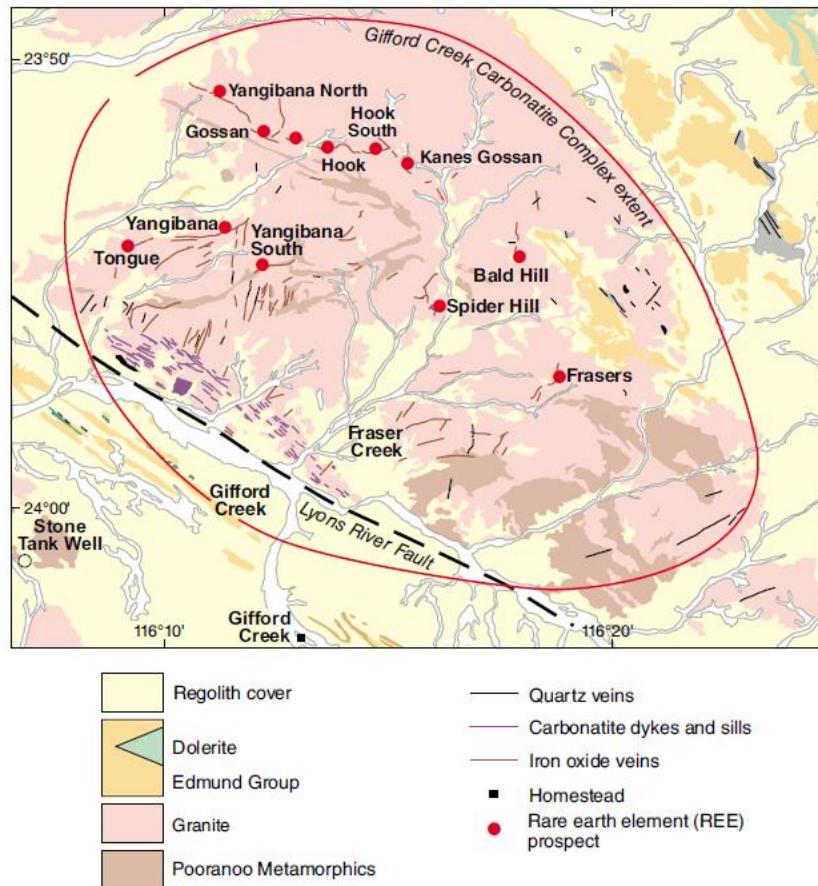 23°50'
Gifford Creek Carbonatite Complex extent
Yangibana North
Gossan
Hook
South
Hook
Kanes Gossan
Yangibana
Yangibana
South
Tongue
Bald Hill
Spider Hill
Frasers
Fraser
Creek
24°00'
Gifford
Creek
Lyons River Fault
Stone
Tank Well
Gifford
Creek
116°10'
116°20'
Regolith cover
Dolerite
Edmund Group
Granite
Pooranoo Metamorphics
Quartz veins
Carbonatite dykes and sills
Iron oxide veins
Homestead
Rare earth element (REE)
prospect